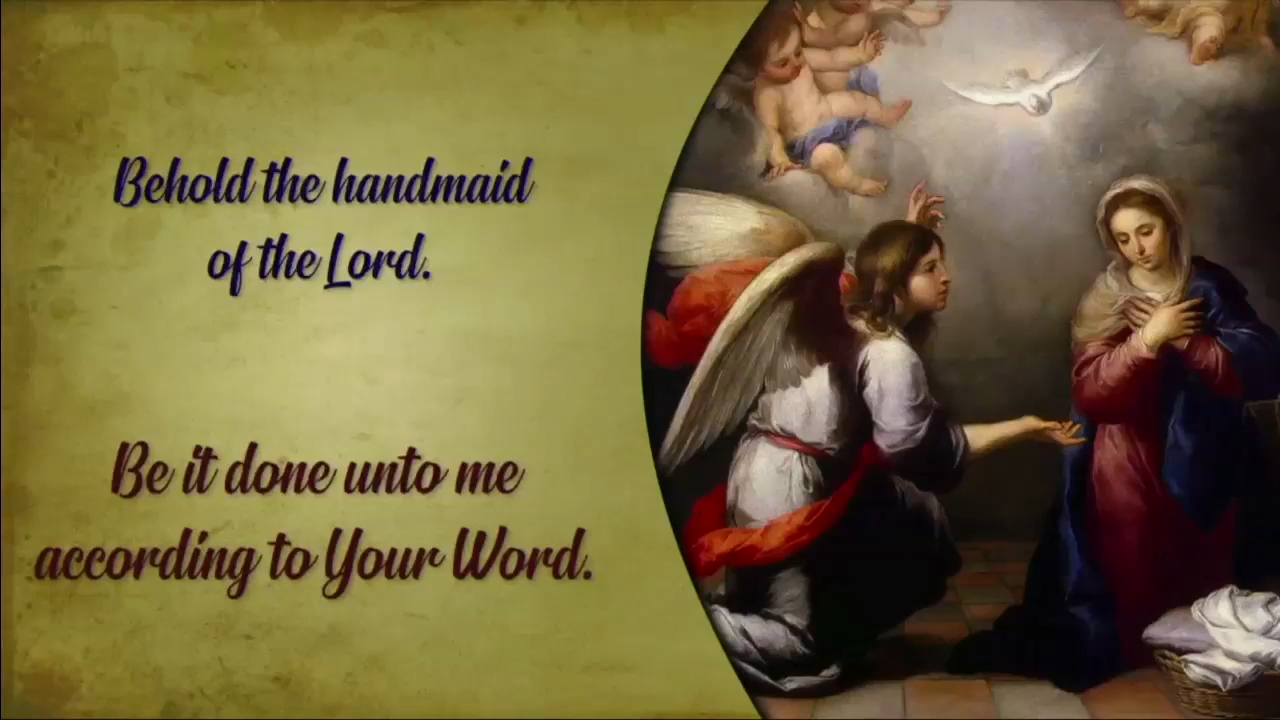 Behold the handmaid
of the Lord.
Be it done unto me
according to Your Word.